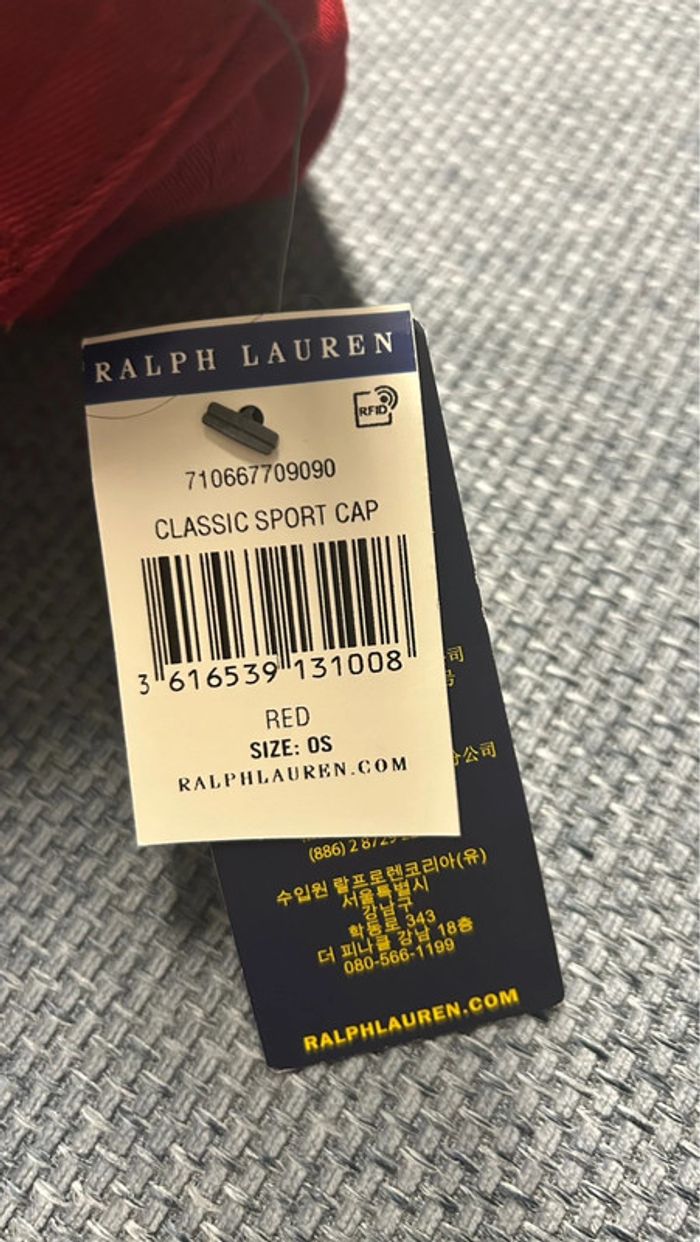 RALPH LAUREN
RFID
710667709090
CLASSIC SPORT CAP
3 616539 131008
RED
SIZE: OS
RALPHLAUREN.COM
公司
(886) 2 8729
수입원 랄프로렌코리아(유)
서울특별시
강남구
학동로 343
더 피나클 강남 18층
080-566-1199
RALPHLAUREN.COM